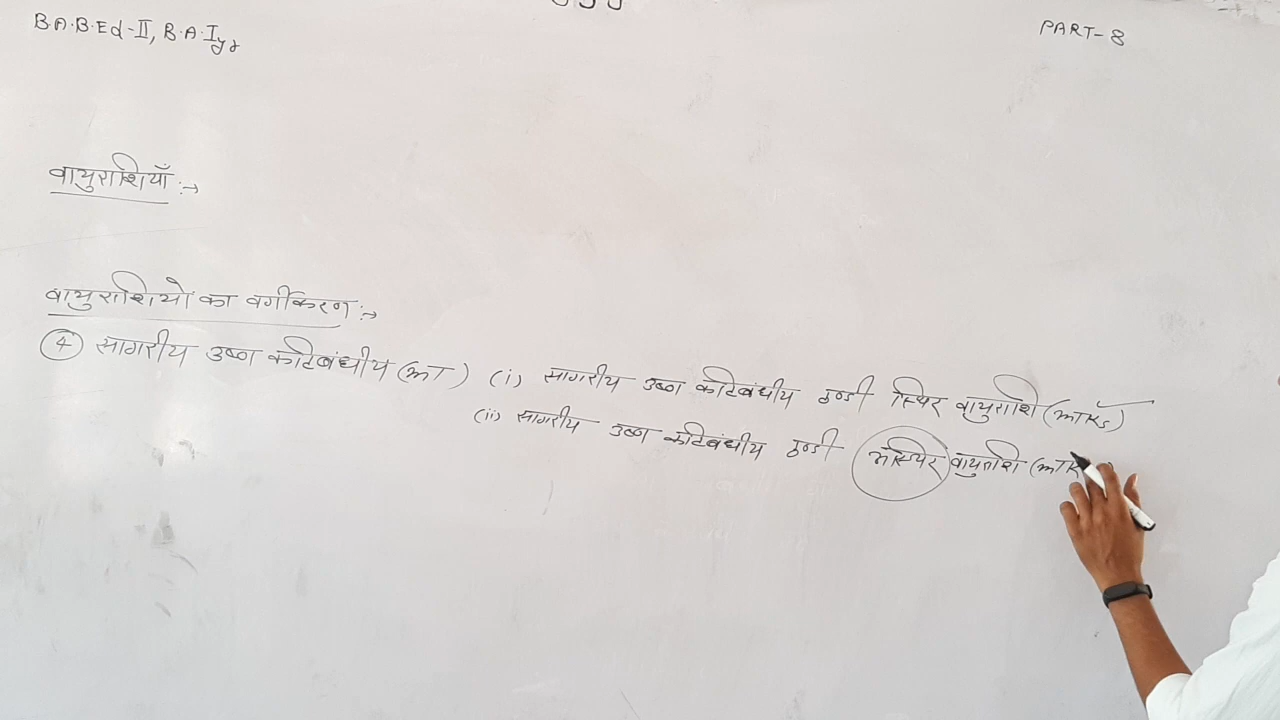 B.A.B.Ed-II, B.A.I yr
PART-8
वायुराशियाँ :→
वायुराशियो का वर्गीकरण :→
④ सागरीय उष्ण कटिबंधीय (mT) (i) सागरीय उष्ण कटिबंधीय ठण्डी स्थिर वायुराशि (mTKs)
(ii) सागरीय उष्ण कटिबंधीय ठण्डी अस्थिर वायुराशि (mTK